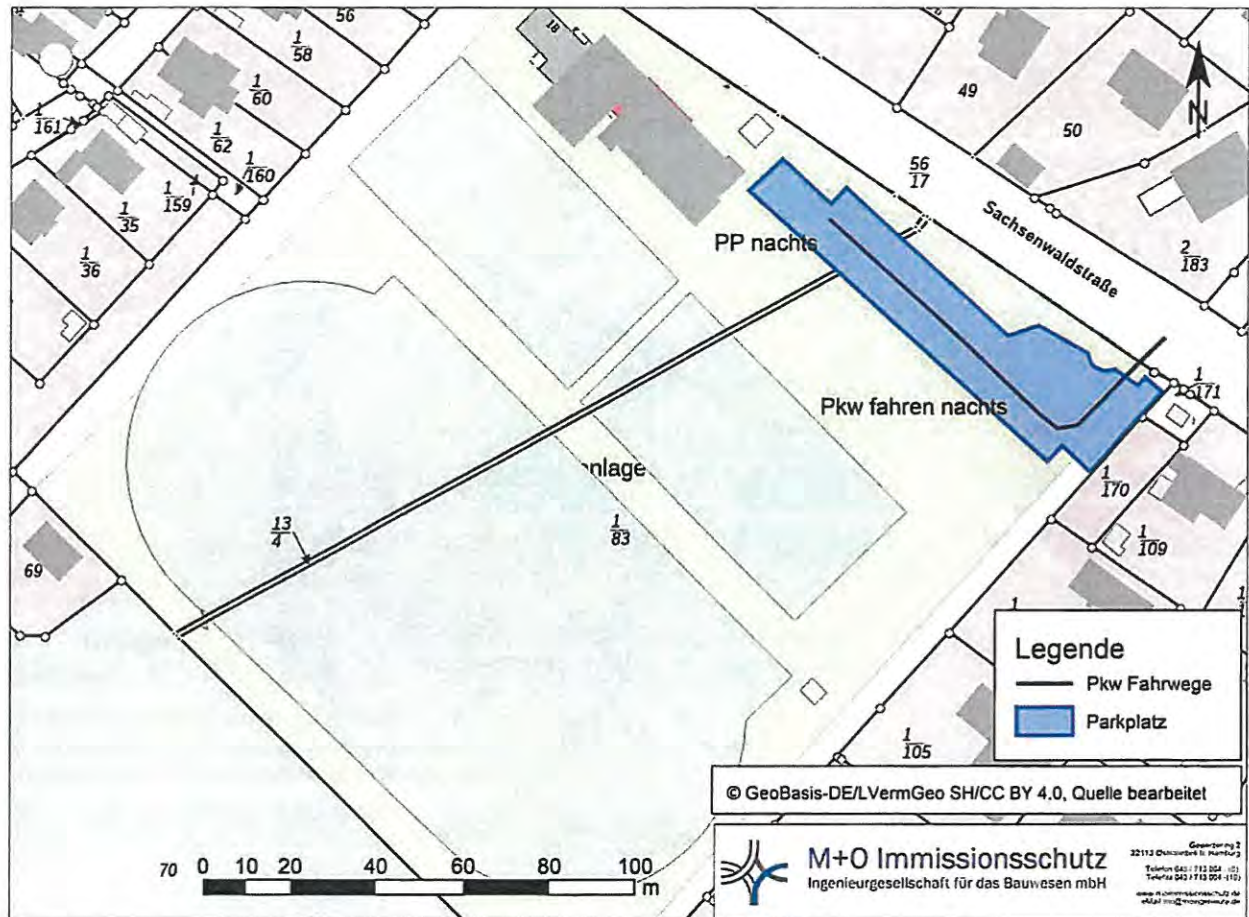 56
1
58
1
60
1
62
1
160
1
161
1
159
1
35
1
36
18
49
50
N
56
17
Sachsenwaldstraße
2
183
PP nachts
1
171
Pkw fahren nachts
nlage
1
170
13
4
1
83
1
109
69
1
105
70
Legende
Pkw Fahrwege
Parkplatz
© GeoBasis-DE/LVermGeo SH/CC BY 4.0, Quelle bearbeitet
0 10 20 40 60 80 100
m
M+O Immissionsschutz
Ingenieurgesellschaft für das Bauwesen mbH